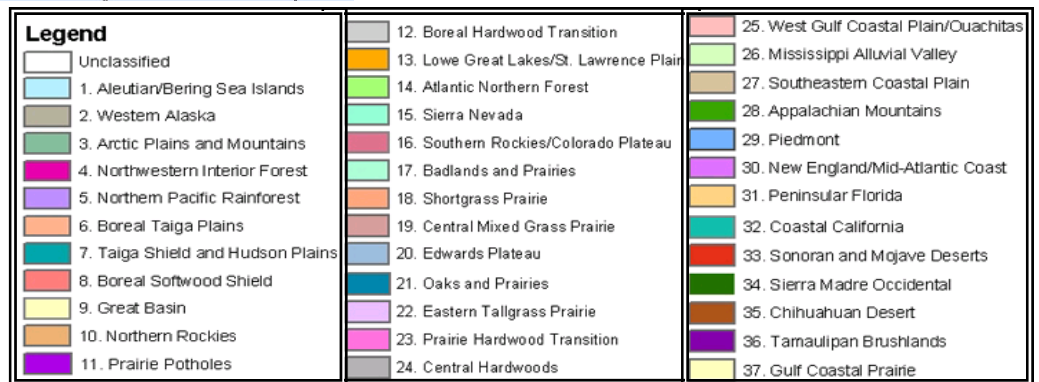 Legend
Unclassified
1. Aleutian/Bering Sea Islands
2. Western Alaska
3. Arctic Plains and Mountains
4. Northwestern Interior Forest
5. Northern Pacific Rainforest
6. Boreal Taiga Plains
7. Taiga Shield and Hudson Plains
8. Boreal Softwood Shield
9. Great Basin
10. Northern Rockies
11. Prairie Potholes
12. Boreal Hardwood Transition
13. Lowe Great Lakes/St. Lawrence Plain
14. Atlantic Northern Forest
15. Sierra Nevada
16. Southern Rockies/Colorado Plateau
17. Badlands and Prairies
18. Shortgrass Prairie
19. Central Mixed Grass Prairie
20. Edwards Plateau
21. Oaks and Prairies
22. Eastern Tallgrass Prairie
23. Prairie Hardwood Transition
24. Central Hardwoods
25. West Gulf Coastal Plain/Ouachitas
26. Mississippi Alluvial Valley
27. Southeastern Coastal Plain
28. Appalachian Mountains
29. Piedmont
30. New England/Mid-Atlantic Coast
31. Peninsular Florida
32. Coastal California
33. Sonoran and Mojave Deserts
34. Sierra Madre Occidental
35. Chihuahuan Desert
36. Tamaulipan Brushlands
37. Gulf Coastal Prairie